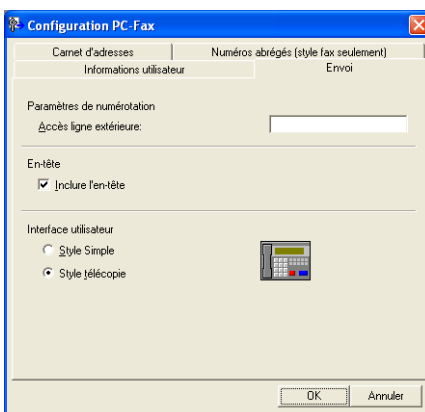 Configuration PC-Fax
Carnet d'adresses Numéros abrégés (style fax seulement)
Informations utilisateur Envoi
Paramètres de numérotation
Accès ligne extérieure:
En-tête
Inclure l'en-tête
Interface utilisateur
Style Simple
Style télécopie
OK Annuler